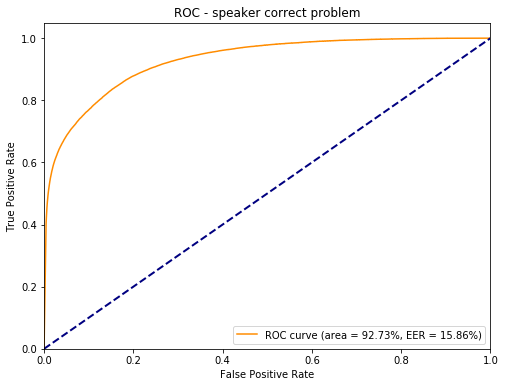 ROC - speaker correct problem
True Positive Rate
1.0
0.8
0.6
0.4
0.2
0.0
ROC curve (area = 92.73%, EER = 15.86%)
0.0 0.2 0.4 0.6 0.8 1.0
False Positive Rate